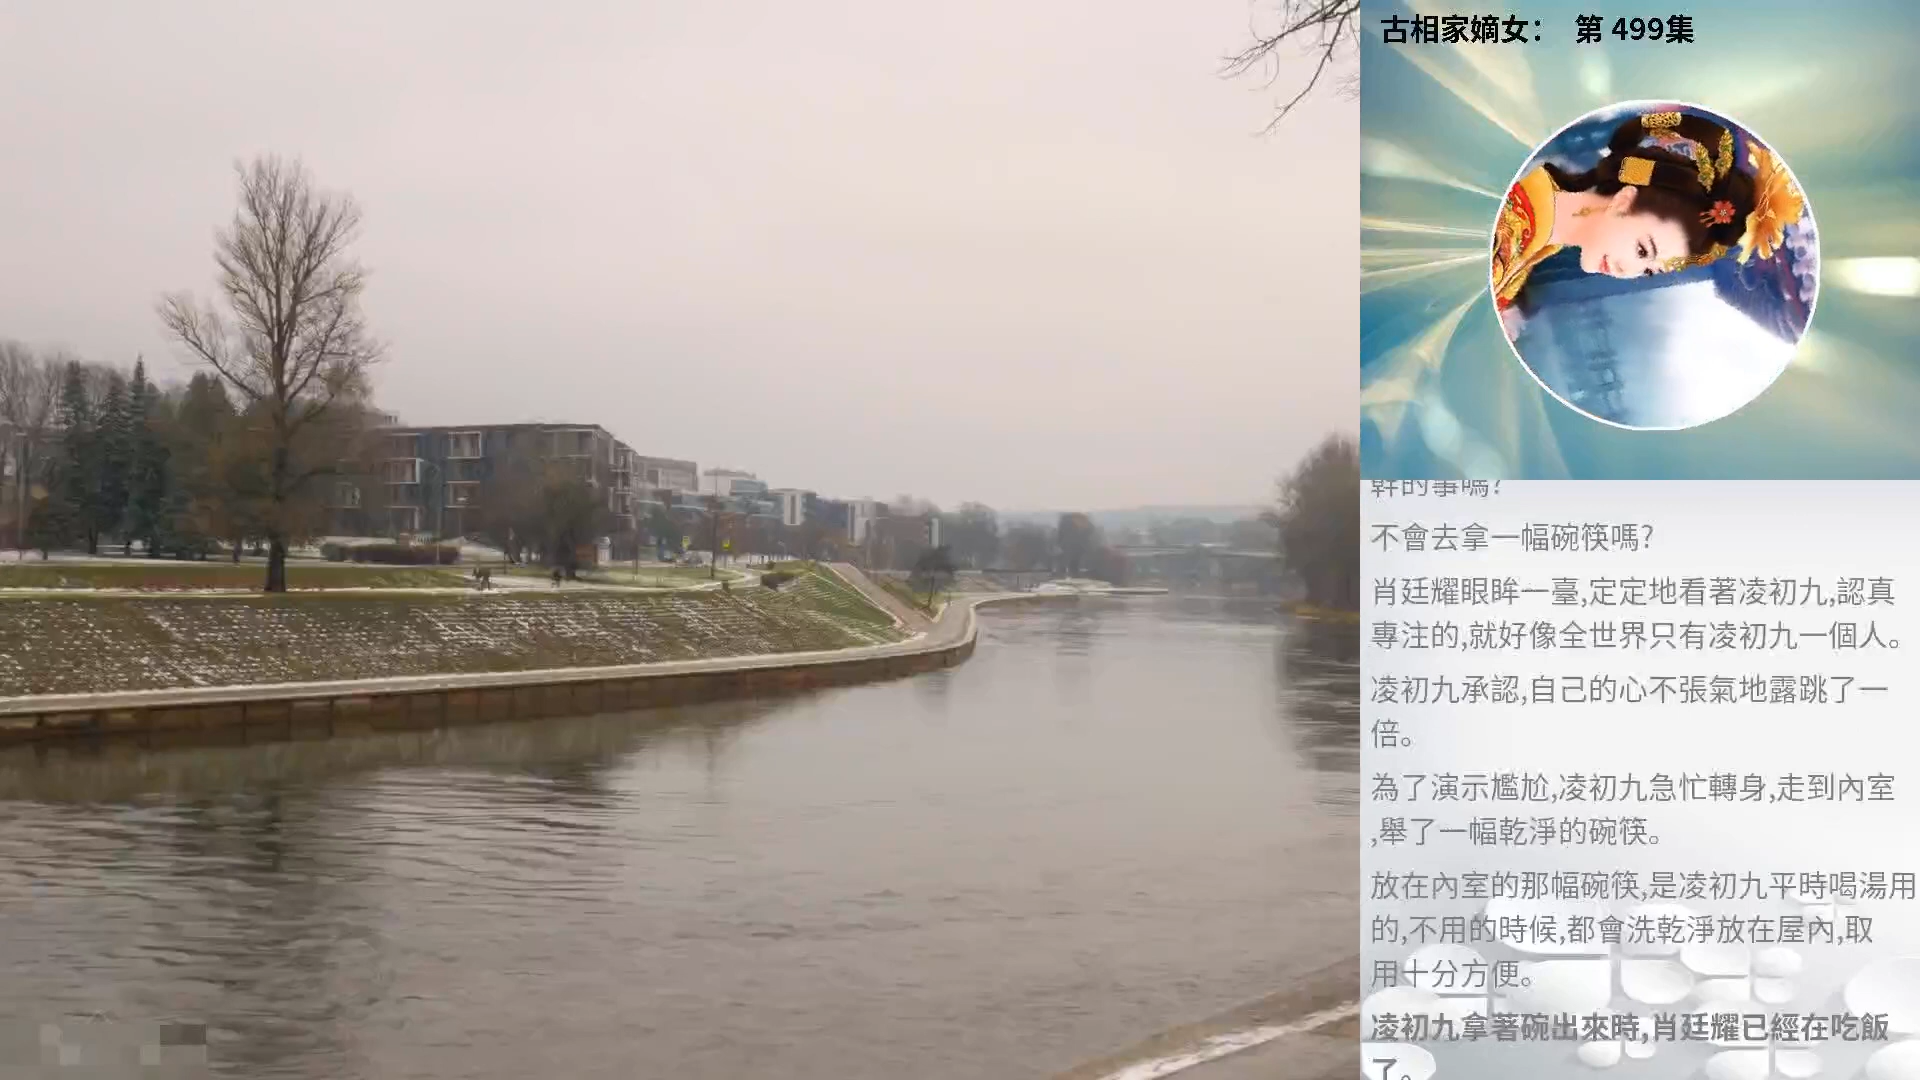 古相家嫡女： 第 499集
幹的事嗎?
不會去拿一幅碗筷嗎?
肖廷耀眼眸一臺,定定地看著凌初九,認真
專注的,就好像全世界只有凌初九一個人。
凌初九承認,自己的心不張氣地露跳了一
倍。
為了演示尷尬,凌初九急忙轉身,走到內室
,舉了一幅乾淨的碗筷。
放在內室的那幅碗筷,是凌初九平時喝湯用
的,不用的時候,都會洗乾淨放在屋內,取
用十分方便。
凌初九拿著碗出來時,肖廷耀已經在吃飯
了。